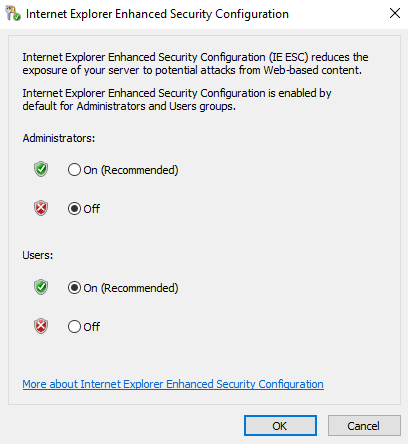 Internet Explorer Enhanced Security Configuration
Internet Explorer Enhanced Security Configuration (IE ESC) reduces the
exposure of your server to potential attacks from Web-based content.
Internet Explorer Enhanced Security Configuration is enabled by
default for Administrators and Users groups.
Administrators:
On (Recommended)
Off
Users:
On (Recommended)
Off
More about Internet Explorer Enhanced Security Configuration
OK Cancel